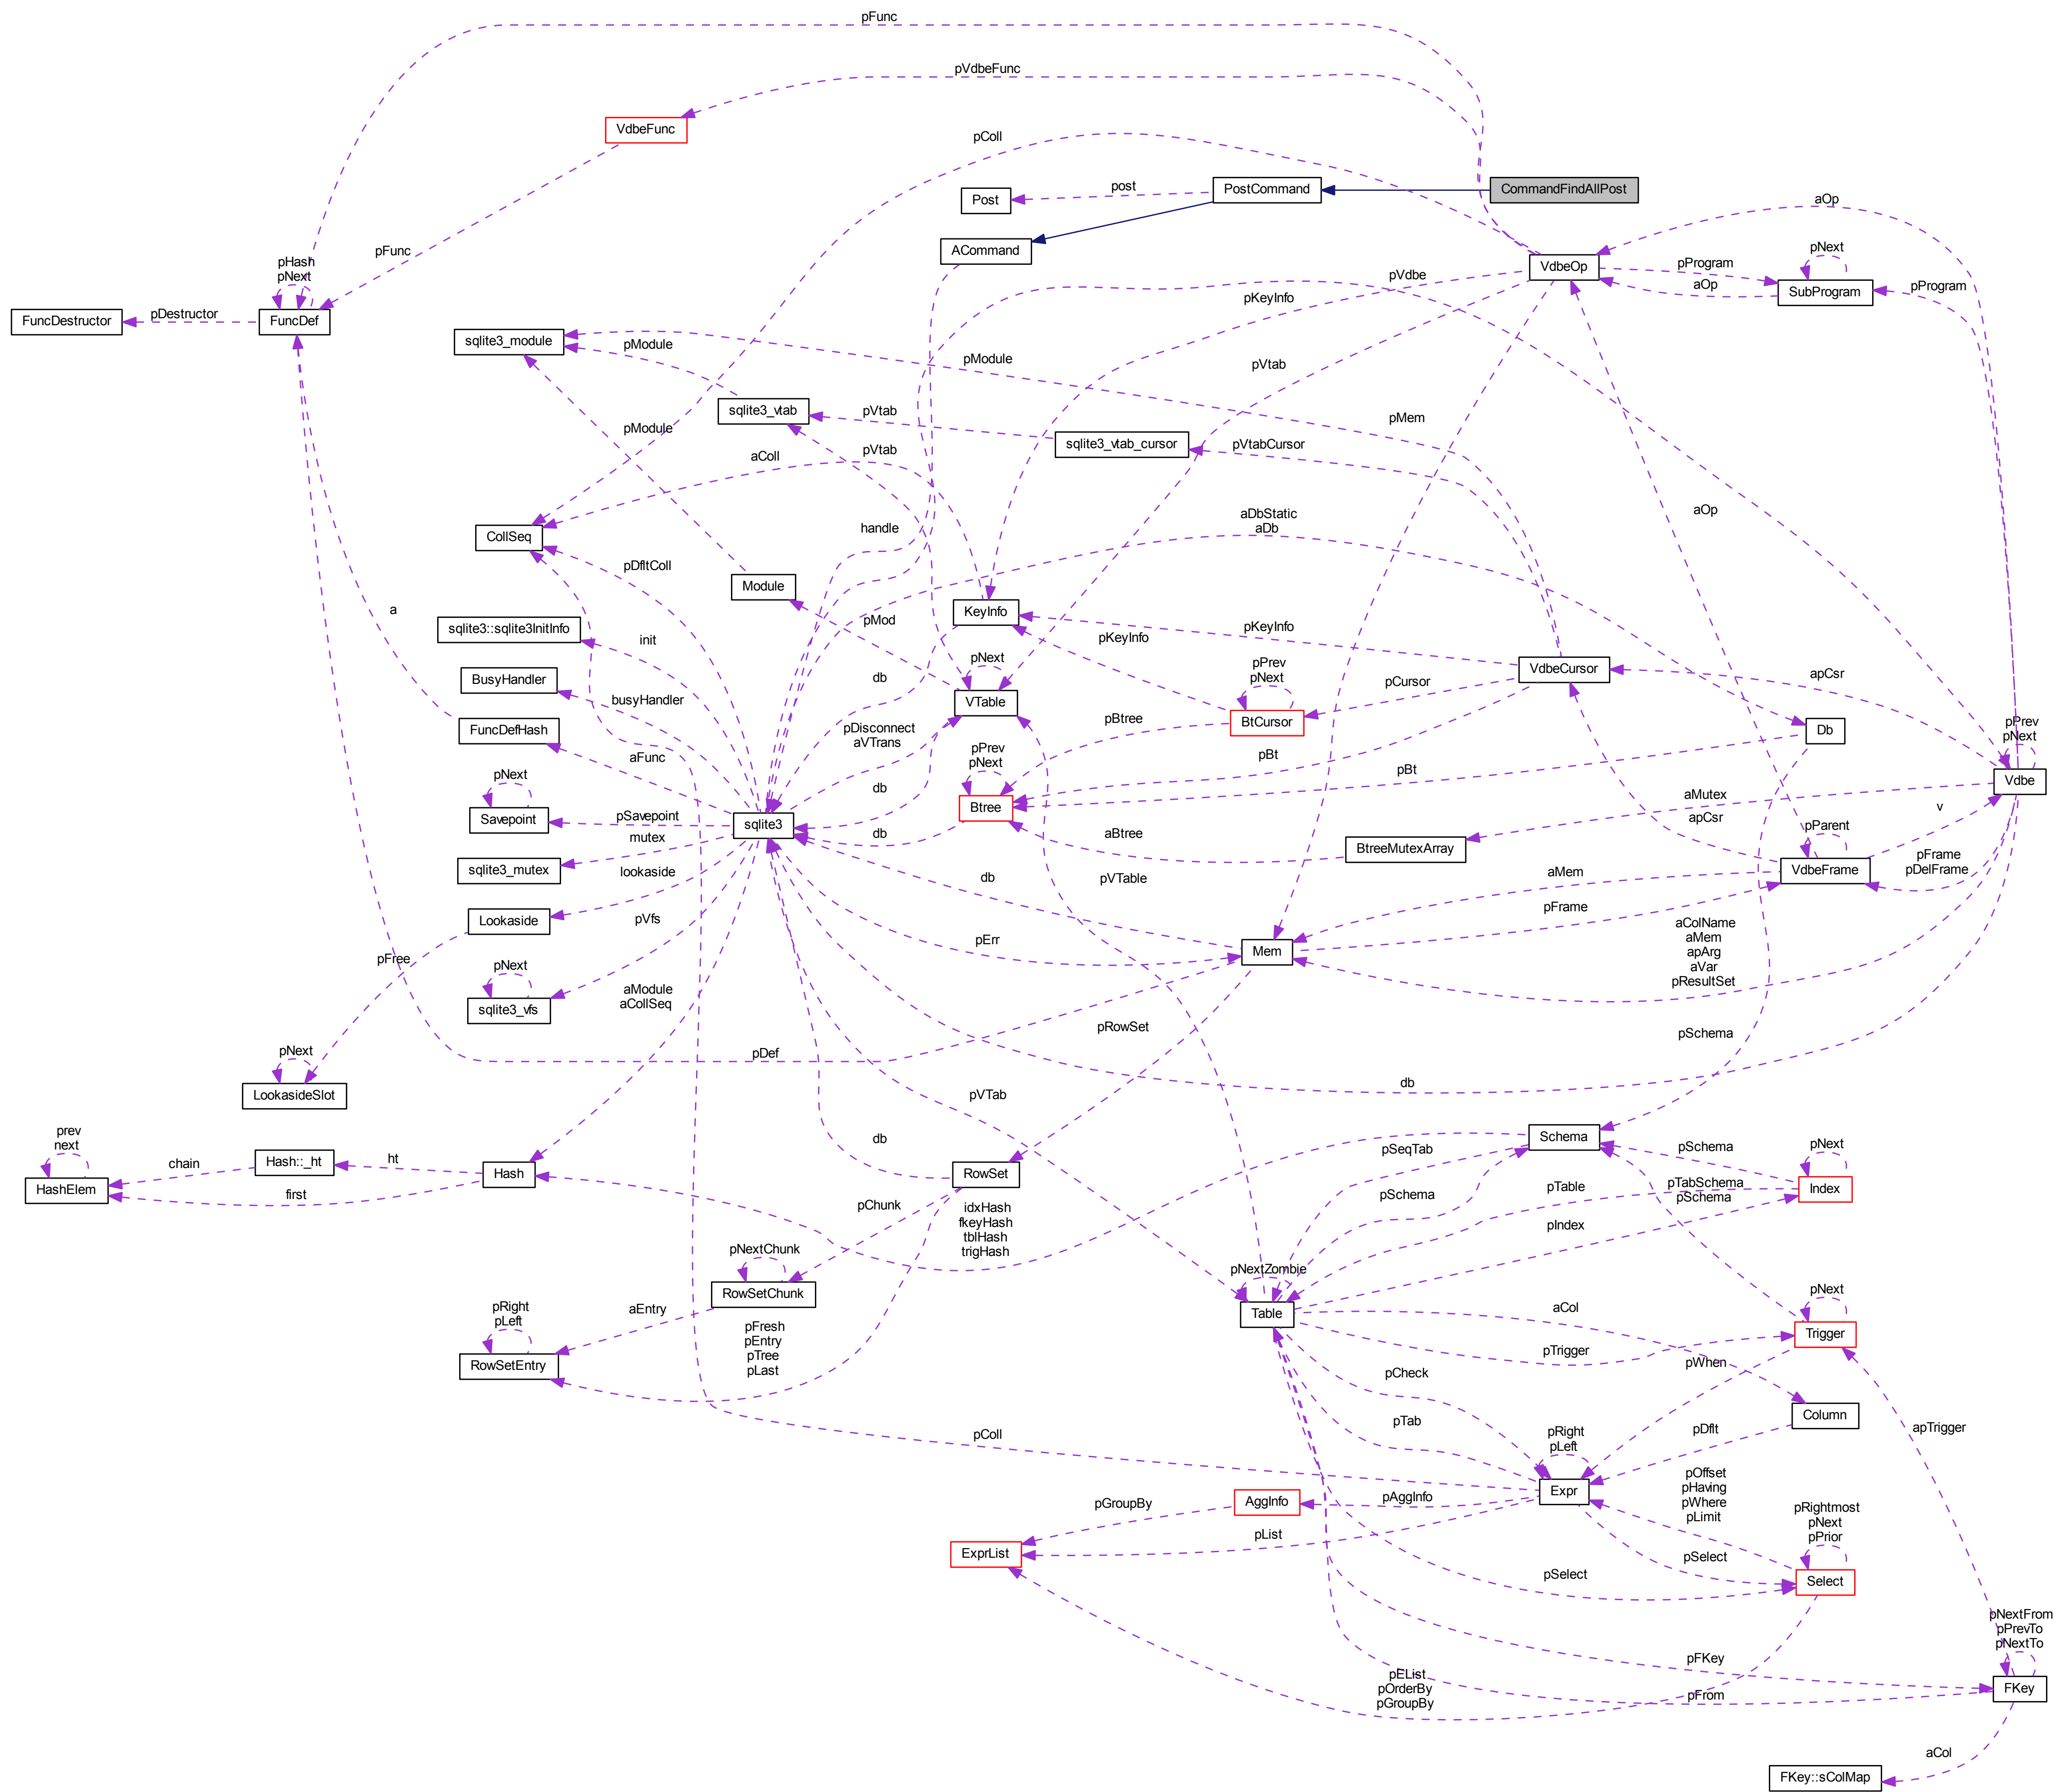 pFunc
pVdbeFunc
VdbeFunc
pColl
post
PostCommand
CommandFindAllPost
Post
aOp
pFunc
ACommand
pNext
pHash
pNext
pVdbe
VdbeOp
pProgram
SubProgram
pProgram
aOp
pKeyInfo
FuncDestructor
pDestructor
FuncDef
sqlite3_module
pModule
pModule
pVtab
sqlite3_vtab
pVtab
pMem
pModule
sqlite3_vtab_cursor
pVtabCursor
aColl
pVtab
aOp
CollSeq
handle
aDbStatic
aDb
pDfltColl
Module
a
KeyInfo
sqlite3::sqlite3InitInfo
init
pMod
pKeyInfo
pKeyInfo
pNext
pPrev
pNext
VdbeCursor
apCsr
BusyHandler
busyHandler
db
VTable
pCursor
BtCursor
Db
pPrev
pNext
FuncDefHash
pDisconnect
aVTrans
pBtree
pBt
aFunc
pPrev
pNext
pBt
Vdbe
pNext
db
Btree
aMutex
v
Savepoint
pSavepoint
sqlite3
db
aBtree
apCsr
pParent
mutex
BtreeMutexArray
pFrame
pDelFrame
sqlite3_mutex
lookaside
db
pVTable
aMem
VdbeFrame
Lookaside
pVfs
pErr
pFrame
aColName
aMem
apArg
aVar
pResultSet
Mem
pFree
pNext
aModule
aCollSeq
sqlite3_vfs
pRowSet
pSchema
pNext
pDef
LookasideSlot
pVTab
db
prev
next
Hash::_ht
ht
chain
HashElem
first
Hash
db
RowSet
Schema
pSeqTab
pSchema
pNext
pSchema
pTable
pTabSchema
pSchema
Index
pChunk
idxHash
fkeyHash
tblHash
trigHash
pIndex
pNextChunk
pNextZombie
RowSetChunk
Table
aCol
pNext
pRight
pLeft
aEntry
pFresh
pEntry
pTree
pLast
Trigger
RowSetEntry
pTrigger
pCheck
pWhen
pTab
Column
pColl
pRight
pLeft
pDflt
apTrigger
Expr
pOffset
pHaving
pWhere
pLimit
AggInfo
pAggInfo
pGroupBy
pRightmost
pNext
pPrior
ExprList
pList
pSelect
pSelect
Select
pNextFrom
pPrevTo
pNextTo
pFKey
pEList
pOrderBy
pGroupBy
pFrom
FKey
aCol
FKey::sColMap